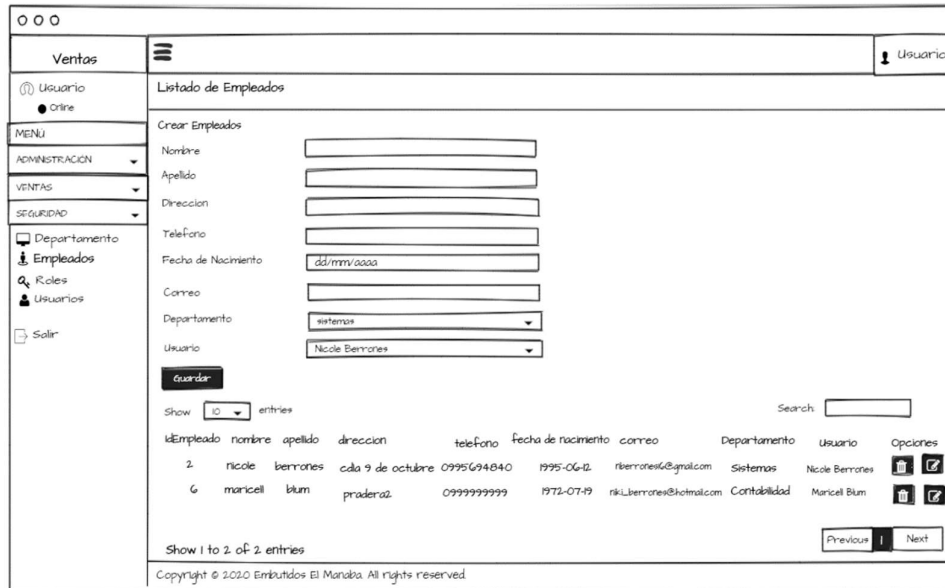 Ventas
Usuario
Usuario
Online
Listado de Empleados
MENÚ
ADMINISTRACIÓN
VENTAS
SEGURIDAD
Departamento
Empleados
Roles
Usuarios
Salir
Crear Empleados
Nombre
Apellido
Direccion
Telefono
Fecha de Nacimiento dd/mm/aaaa
Correo
Departamento sistemas
Usuario Nicole Berrones
Guardar
Show 10 entries Search:
IdEmpleado nombre apellido direccion telefono fecha de nacimiento correo Departamento Usuario Opciones
2 nicole berrones cdla 9 de octubre 0995694840 1995-06-12 nberrones6@gmail.com Sistemas Nicole Berrones
6 maricell blum pradera2 0999999999 1972-07-19 niki_berrones@hotmail.com Contabilidad Maricell Blum
Show 1 to 2 of 2 entries
Previous 1 Next
Copyright © 2020 Embutidos El Manaba. All rights reserved